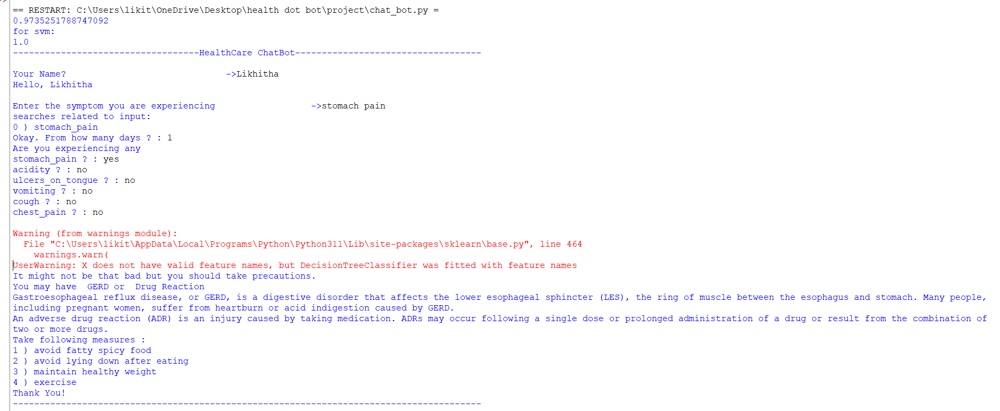 == RESTART: C:\Users\likit\OneDrive\Desktop\health dot bot\project\chat_bot.py =
0.9735251788747092
for svm:
1.0
-----------------------------------HealthCare ChatBot-----------------------------------
Your Name? ->Likhitha
Hello, Likhitha
Enter the symptom you are experiencing ->stomach pain
searches related to input:
0 ) stomach_pain
Okay. From how many days ? : 1
Are you experiencing any
stomach_pain ? : yes
acidity ? : no
ulcers_on_tongue ? : no
vomiting ? : no
cough ? : no
chest_pain ? : no
Warning (from warnings module):
File "C:\Users\likit\AppData\Local\Programs\Python\Python311\Lib\site-packages\sklearn\base.py", line 464
warnings.warn(
UserWarning: X does not have valid feature names, but DecisionTreeClassifier was fitted with feature names
It might not be that bad but you should take precautions.
You may have  GERD or  Drug Reaction
Gastroesophageal reflux disease, or GERD, is a digestive disorder that affects the lower esophageal sphincter (LES), the ring of muscle between the esophagus and stomach. Many people,
including pregnant women, suffer from heartburn or acid indigestion caused by GERD.
An adverse drug reaction (ADR) is an injury caused by taking medication. ADRs may occur following a single dose or prolonged administration of a drug or result from the combination of
two or more drugs.
Take following measures :
1 ) avoid fatty spicy food
2 ) avoid lying down after eating
3 ) maintain healthy weight
4 ) exercise
Thank You!
----------------------------------------------------------------------------------------